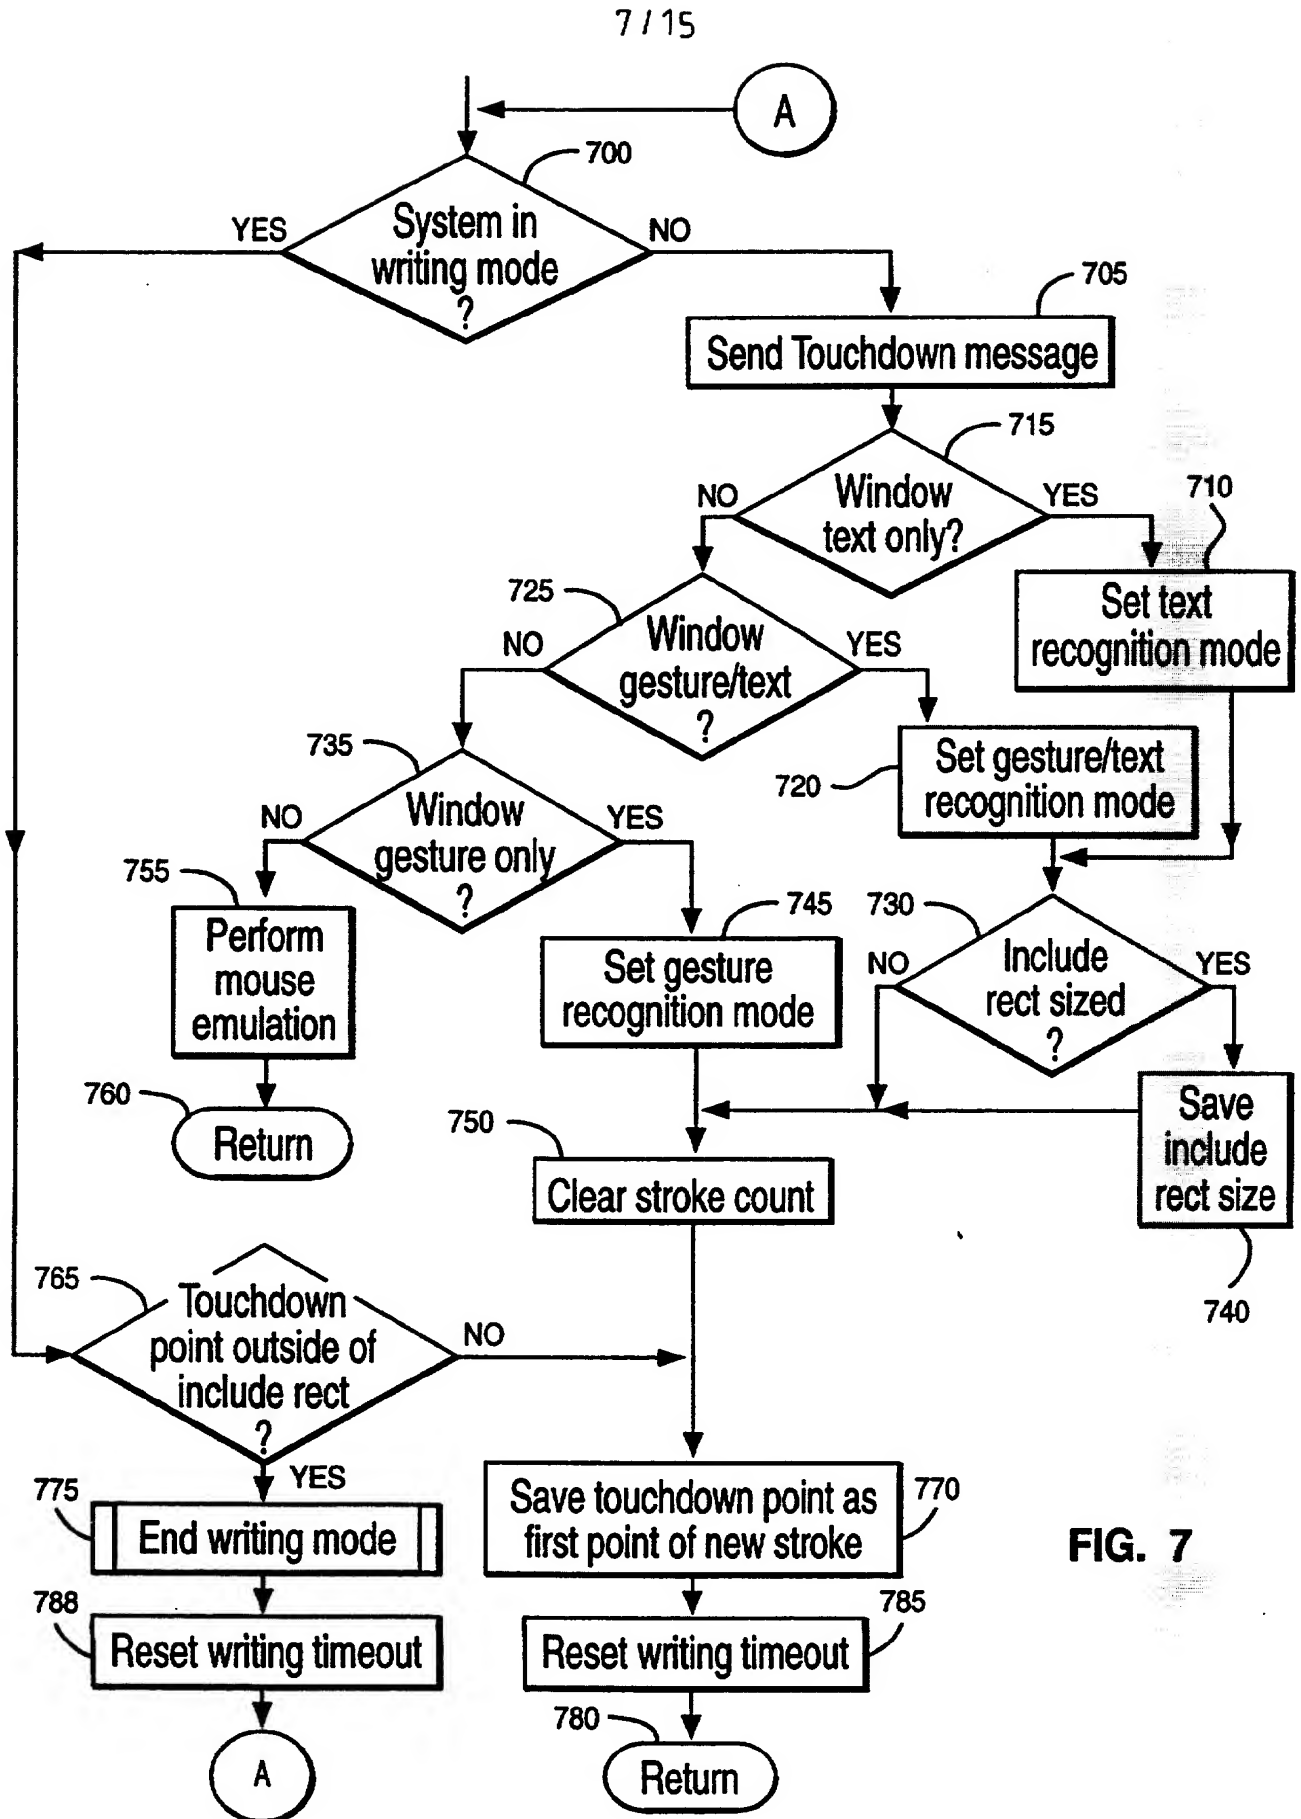 7/15
A
700
System in
writing mode
?
YES
NO
705
Send Touchdown message
715
Window
text only?
NO
YES
710
Set text
recognition mode
725
Window
gesture/text
?
NO
YES
720
Set gesture/text
recognition mode
735
Window
gesture only
?
NO
YES
755
Perform
mouse
emulation
745
Set gesture
recognition mode
730
Include
rect sized
?
NO
YES
760
Return
750
Clear stroke count
Save
include
rect size
740
765
Touchdown
point outside of
include rect
?
NO
YES
775
End writing mode
Save touchdown point as
first point of new stroke
770
FIG. 7
788
Reset writing timeout
785
Reset writing timeout
A
780
Return